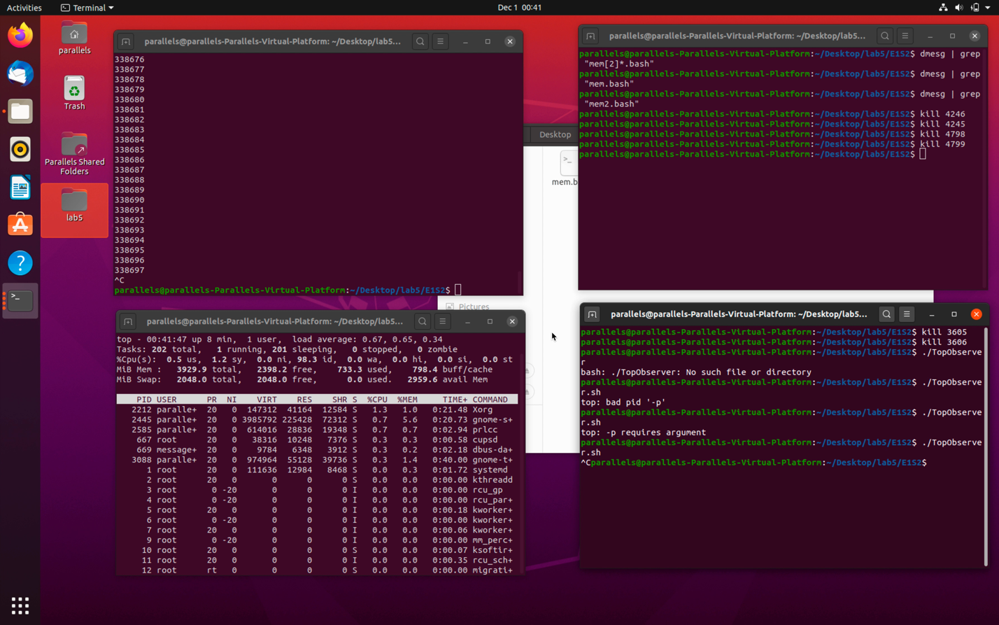 Activities
Terminal
Dec 1 00:41
parallels
Trash
Parallels Shared
Folders
lab5
parallels@parallels-Parallels-Virtual-Platform: ~/Desktop/lab5...
338676
338677
338678
338679
338680
338681
338682
338683
338684
338685
338686
338687
338688
338689
338690
338691
338692
338693
338694
338695
338696
338697
^C
parallels@parallels-Parallels-Virtual-Platform:~/Desktop/lab5/E1S2$
parallels@parallels-Parallels-Virtual-Platform: ~/Desktop/lab5...
parallels@parallels-Parallels-Virtual-Platform:~/Desktop/lab5/E1S2$ dmesg | grep
"mem[2]*.bash"
parallels@parallels-Parallels-Virtual-Platform:~/Desktop/lab5/E1S2$ dmesg | grep
"mem.bash"
parallels@parallels-Parallels-Virtual-Platform:~/Desktop/lab5/E1S2$ dmesg | grep
"mem2.bash"
parallels@parallels-Parallels-Virtual-Platform:~/Desktop/lab5/E1S2$ kill 4246
parallels@parallels-Parallels-Virtual-Platform:~/Desktop/lab5/E1S2$ kill 4245
parallels@parallels-Parallels-Virtual-Platform:~/Desktop/lab5/E1S2$ kill 4798
parallels@parallels-Parallels-Virtual-Platform:~/Desktop/lab5/E1S2$ kill 4799
parallels@parallels-Parallels-Virtual-Platform:~/Desktop/lab5/E1S2$
Desktop
mem.b
Pictures
parallels@parallels-Parallels-Virtual-Platform: ~/Desktop/lab5...
top - 00:41:47 up 8 min, 1 user, load average: 0.67, 0.65, 0.34
Tasks: 202 total, 1 running, 201 sleeping, 0 stopped, 0 zombie
%Cpu(s): 0.5 us, 1.2 sy, 0.0 ni, 98.3 id, 0.0 wa, 0.0 hi, 0.0 si, 0.0 st
MiB Mem : 3929.9 total, 2398.2 free, 733.3 used, 798.4 buff/cache
MiB Swap: 2048.0 total, 2048.0 free, 0.0 used. 2959.6 avail Mem
PID USER PR NI VIRT RES SHR S %CPU %MEM TIME+ COMMAND
2212 paralle+ 20 0 147312 41164 12584 S 1.3 1.0 0:21.48 Xorg
2445 paralle+ 20 0 3985792 225428 72312 S 0.7 5.6 0:20.73 gnome-s+
2585 paralle+ 20 0 614016 28836 19348 S 0.7 0.7 0:02.94 prlcc
667 root 20 0 38316 10248 7376 S 0.3 0.3 0:00.58 cupsd
669 message+ 20 0 9784 6348 3912 S 0.3 0.2 0:02.18 dbus-da+
3088 paralle+ 20 0 974964 55128 39736 S 0.3 1.4 0:40.00 gnome-t+
1 root 20 0 111636 12984 8468 S 0.0 0.3 0:01.72 systemd
2 root 20 0 0 0 0 S 0.0 0.0 0:00.00 kthreadd
3 root 0 -20 0 0 0 I 0.0 0.0 0:00.00 rcu_gp
4 root 0 -20 0 0 0 I 0.0 0.0 0:00.00 rcu_par+
5 root 20 0 0 0 0 I 0.0 0.0 0:00.18 kworker+
6 root 0 -20 0 0 0 I 0.0 0.0 0:00.00 kworker+
7 root 20 0 0 0 0 I 0.0 0.0 0:00.06 kworker+
9 root 0 -20 0 0 0 I 0.0 0.0 0:00.00 mm_perc+
10 root 20 0 0 0 0 S 0.0 0.0 0:00.07 ksoftir+
11 root 20 0 0 0 0 I 0.0 0.0 0:00.35 rcu_sch+
12 root rt 0 0 0 0 S 0.0 0.0 0:00.00 migrati+
parallels@parallels-Parallels-Virtual-Platform: ~/Desktop/lab5...
parallels@parallels-Parallels-Virtual-Platform:~/Desktop/lab5/E1S2$ kill 3605
parallels@parallels-Parallels-Virtual-Platform:~/Desktop/lab5/E1S2$ kill 3606
parallels@parallels-Parallels-Virtual-Platform:~/Desktop/lab5/E1S2$ ./TopObserve
r
bash: ./TopObserver: No such file or directory
parallels@parallels-Parallels-Virtual-Platform:~/Desktop/lab5/E1S2$ ./TopObserve
r.sh
top: bad pid '-p'
parallels@parallels-Parallels-Virtual-Platform:~/Desktop/lab5/E1S2$ ./TopObserve
r.sh
top: -p requires argument
parallels@parallels-Parallels-Virtual-Platform:~/Desktop/lab5/E1S2$ ./TopObserve
r.sh
^Cparallels@parallels-Parallels-Virtual-Platform:~/Desktop/lab5/E1S2$